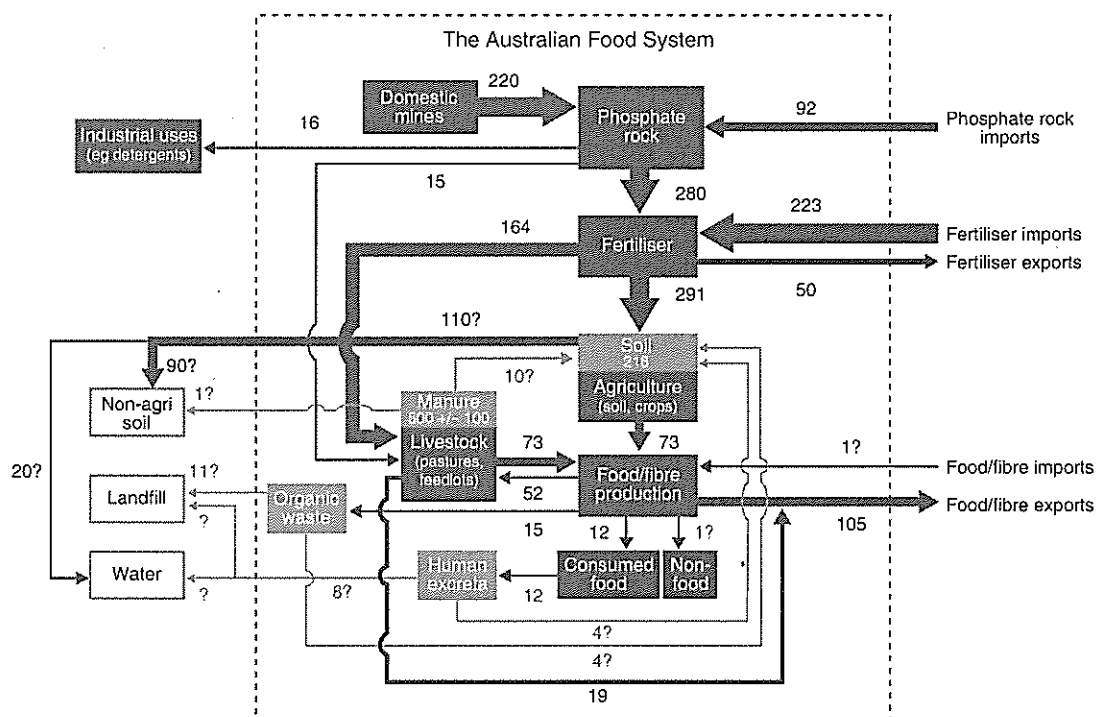 The Australian Food System
220
Domestic
mines
Phosphate
rock
92
Phosphate rock
imports
16
Industrial uses
(eg detergents)
15
280
164
223
Fertiliser
Fertiliser imports
Fertiliser exports
291
50
110?
Soil
218
90?
10?
1?
Non-agri
soil
Manure
600 +/- 100
Agriculture
(soil, crops)
Livestock
(pastures,
feedlots)
73
73
1?
Food/fibre imports
20?
11?
Landfill
?
Organic
waste
52
Food/fibre
production
Food/fibre exports
105
15
12
1?
Water
?
8?
Human
excreta
12
Consumed
food
Non-
food
4?
4?
19